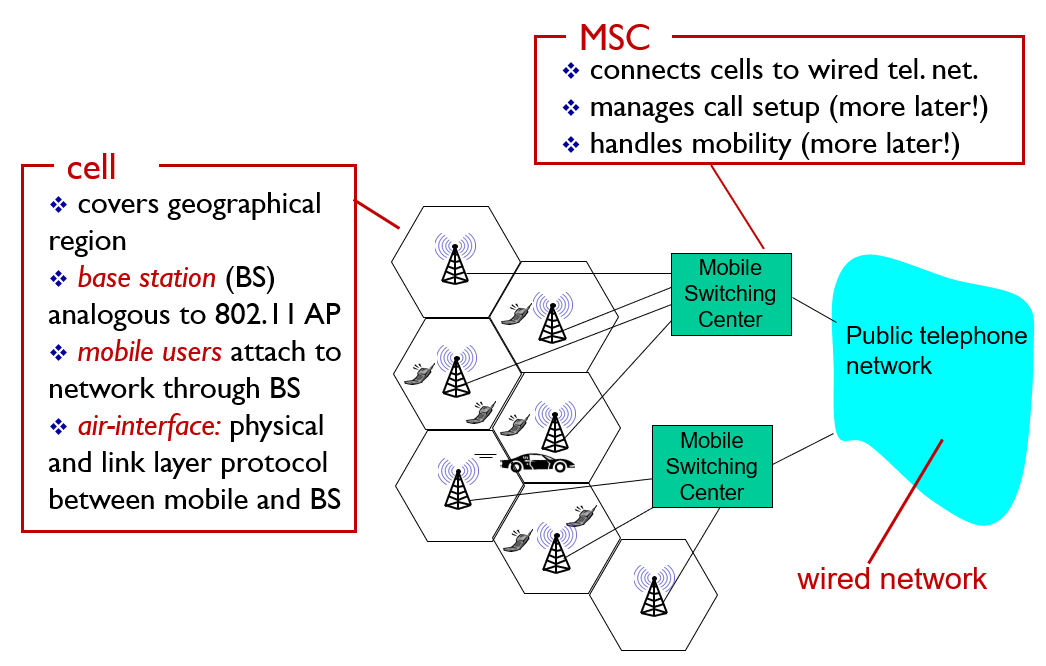 MSC
❖ connects cells to wired tel. net.
❖ manages call setup (more later!)
❖ handles mobility (more later!)
cell
❖ covers geographical
region
❖ base station (BS)
analogous to 802.11 AP
❖ mobile users attach to
network through BS
❖ air-interface: physical
and link layer protocol
between mobile and BS
Mobile
Switching
Center
Public telephone
network
Mobile
Switching
Center
wired network